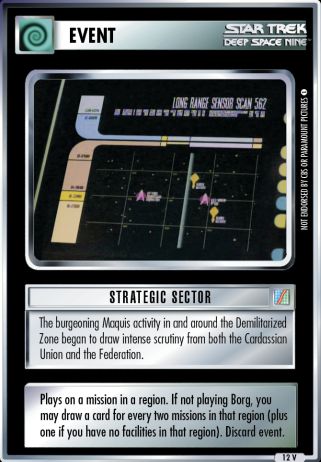 EVENT
STAR TREK
DEEP SPACE NINE
LONG RANGE SENSOR SCAN 562
NOT ENDORSED BY CBS OR PARAMOUNT PICTURES
STRATEGIC SECTOR
The burgeoning Maquis activity in and around the Demilitarized
Zone began to draw intense scrutiny from both the Cardassian
Union and the Federation.
Plays on a mission in a region. If not playing Borg, you
may draw a card for every two missions in that region (plus
one if you have no facilities in that region). Discard event.
12 V